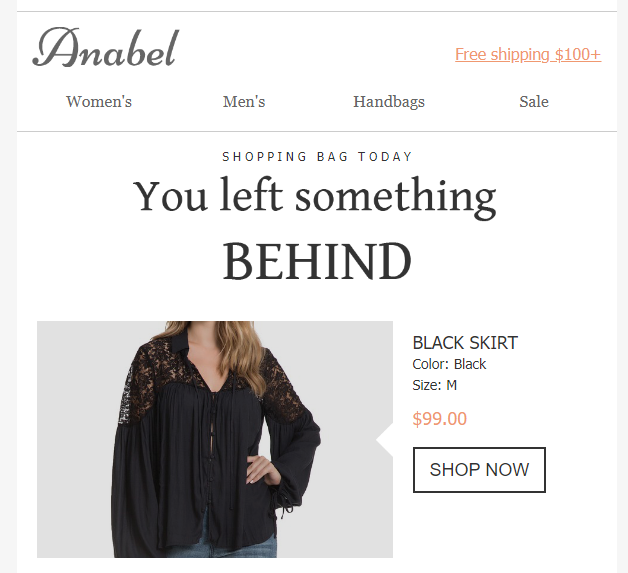 Anabel
Free shipping $100+
Women's Men's Handbags Sale
SHOPPING BAG TODAY
You left something
BEHIND
BLACK SKIRT
Color: Black
Size: M
$99.00
SHOP NOW